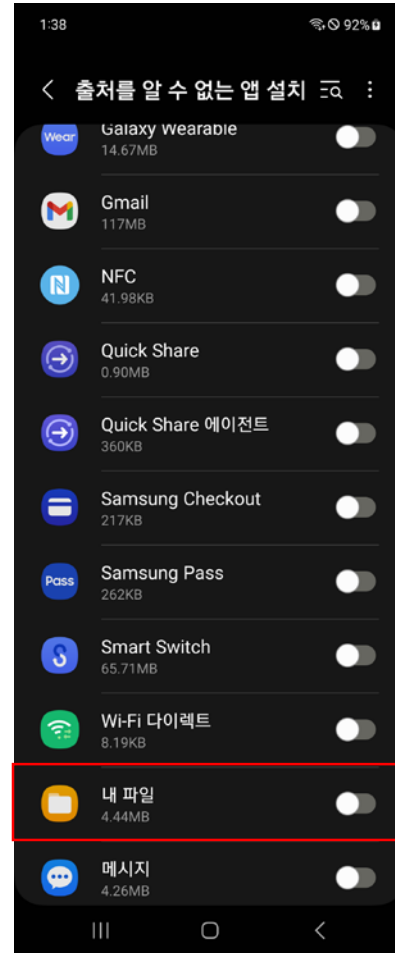 1:38
92%
출처를 알 수 없는 앱 설치
Wear
Galaxy Wearable
14.67MB
Gmail
117MB
NFC
41.98KB
Quick Share
0.90MB
Quick Share 에이전트
360KB
Samsung Checkout
217KB
Pass
Samsung Pass
262KB
Smart Switch
65.71MB
Wi-Fi 다이렉트
8.19KB
내 파일
4.44MB
메시지
4.26MB